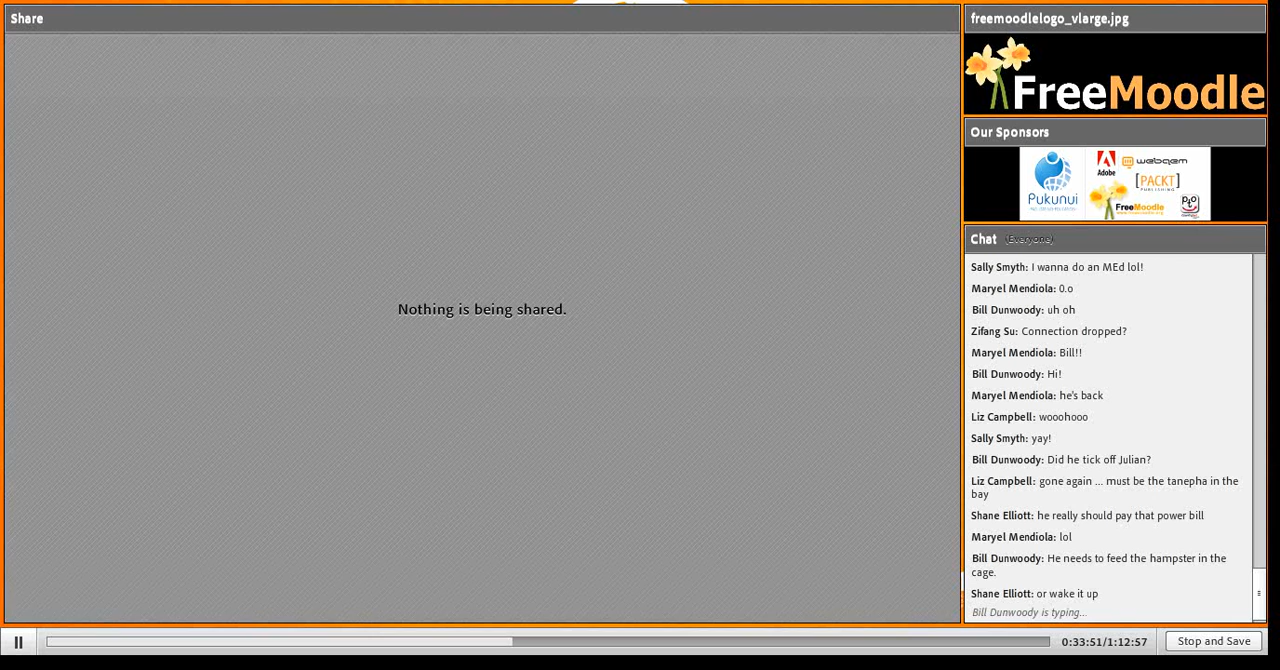 Share
Nothing is being shared.
freemoodlelogo_vlarge.jpg
FreeMoodle
Our Sponsors
Pukunui
Adobe
webqem
[PACKT]
PUBLISHING
FreeMoodle
Chat (Everyone)
Sally Smyth: I wanna do an MEd lol!
Maryel Mendiola: 0.o
Bill Dunwoody: uh oh
Zifang Su: Connection dropped?
Maryel Mendiola: Bill!!
Bill Dunwoody: Hi!
Maryel Mendiola: he's back
Liz Campbell: wooohooo
Sally Smyth: yay!
Bill Dunwoody: Did he tick off Julian?
Liz Campbell: gone again ... must be the tanepha in the
bay
Shane Elliott: he really should pay that power bill
Maryel Mendiola: lol
Bill Dunwoody: He needs to feed the hampster in the
cage.
Shane Elliott: or wake it up
Bill Dunwoody is typing...
0:33:51/1:12:57
Stop and Save